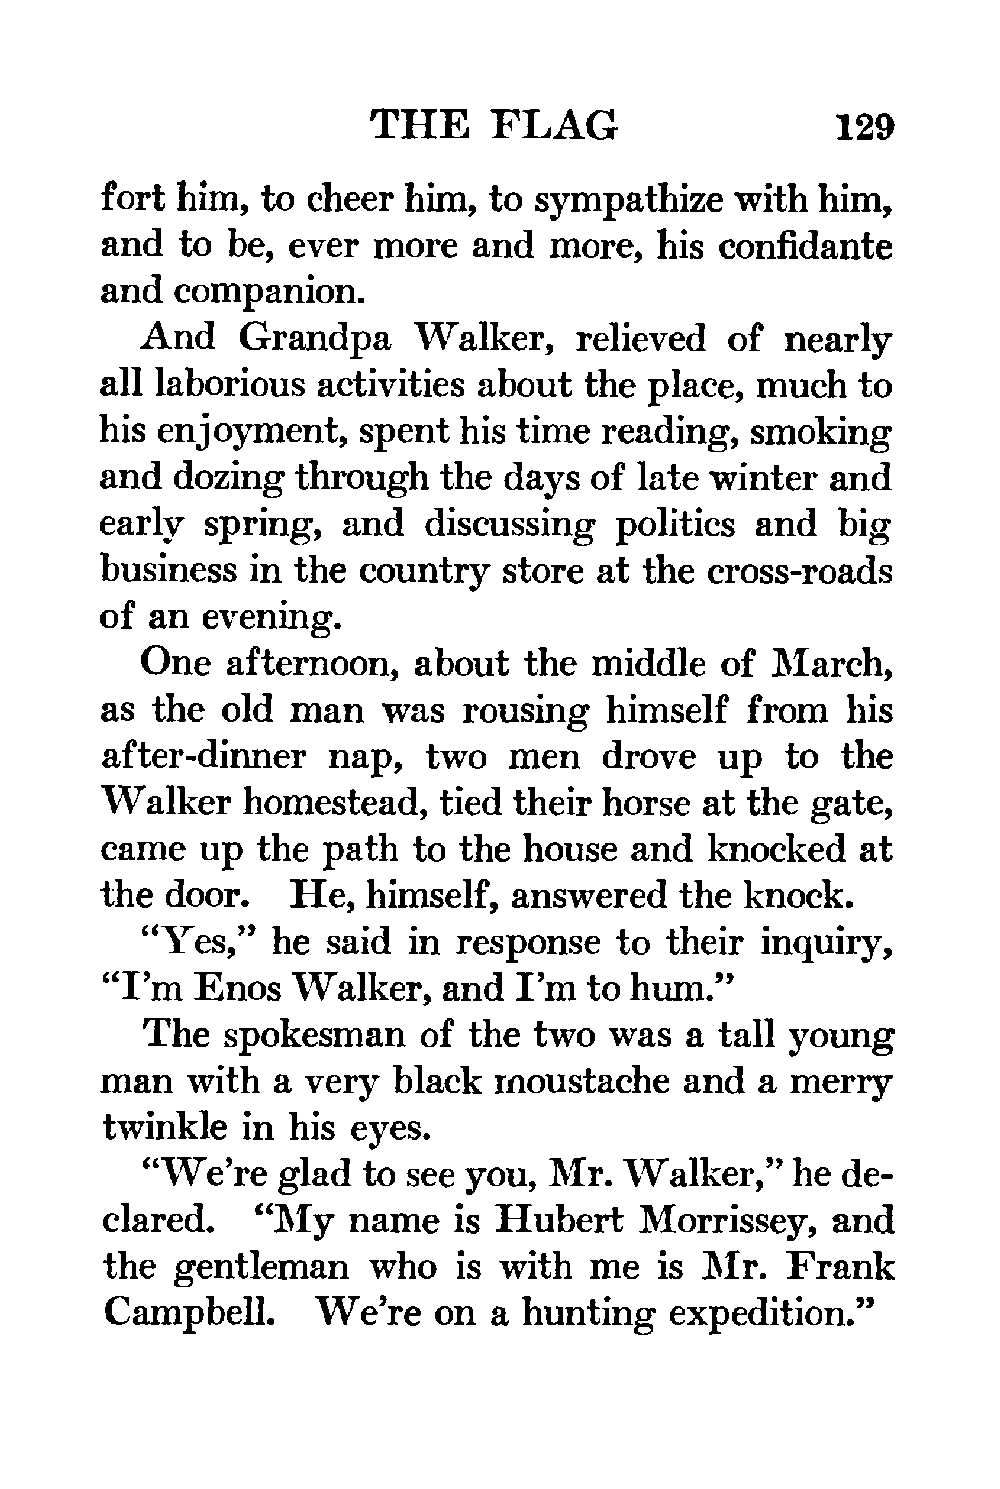 THE FLAG 129
fort him, to cheer him, to sympathize with him,
and to be, ever more and more, his confidante
and companion.
And Grandpa Walker, relieved of nearly
all laborious activities about the place, much to
his enjoyment, spent his time reading, smoking
and dozing through the days of late winter and
early spring, and discussing politics and big
business in the country store at the cross-roads
of an evening.
One afternoon, about the middle of March,
as the old man was rousing himself from his
after-dinner nap, two men drove up to the
Walker homestead, tied their horse at the gate,
came up the path to the house and knocked at
the door. He, himself, answered the knock.
“Yes,” he said in response to their inquiry,
“I’m Enos Walker, and I’m to hum.”
The spokesman of the two was a tall young
man with a very black moustache and a merry
twinkle in his eyes.
“We’re glad to see you, Mr. Walker,” he de-
clared. “My name is Hubert Morrissey, and
the gentleman who is with me is Mr. Frank
Campbell. We’re on a hunting expedition.”